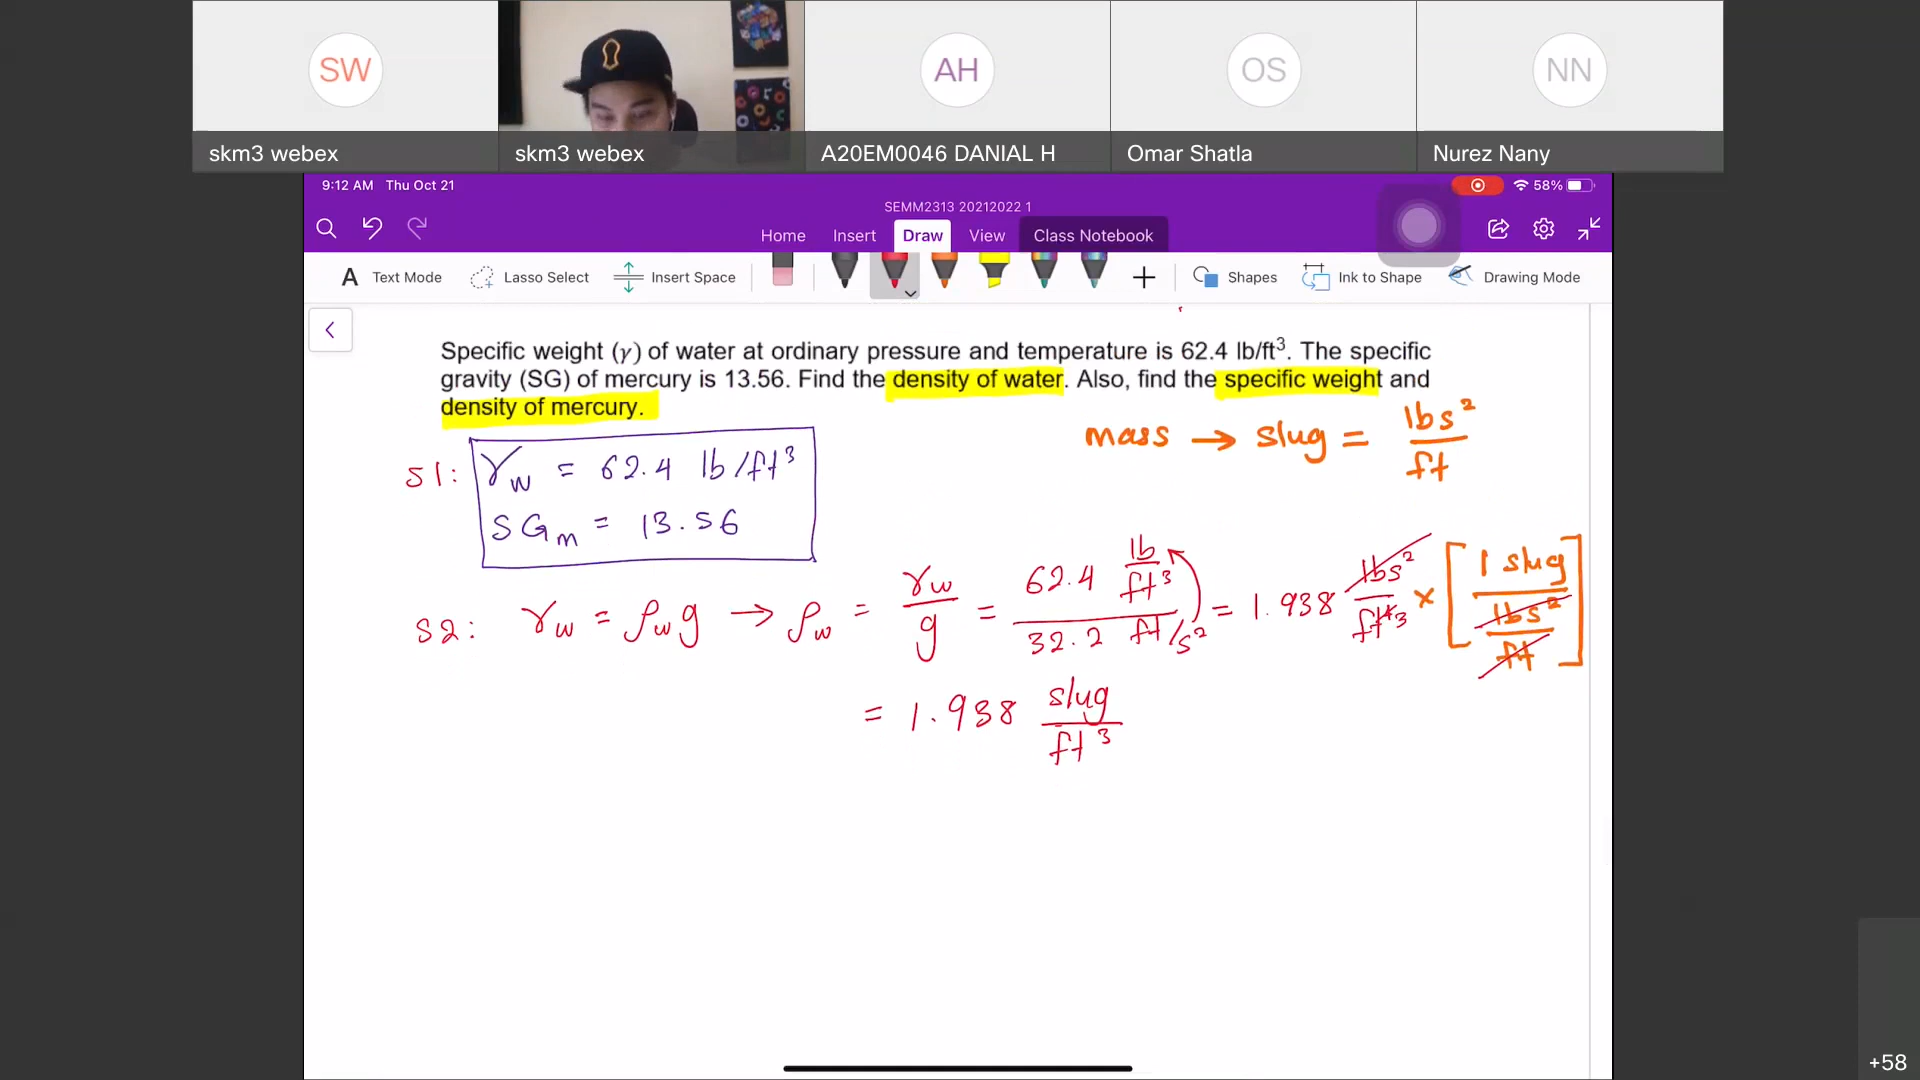 SW
AH
OS
NN
skm3 webex
skm3 webex
A20EM0046 DANIAL H
Omar Shatla
Nurez Nany
9:12 AM Thu Oct 21
58%
SEMM2313 20212022 1
Home Insert Draw View Class Notebook
A Text Mode Lasso Select Insert Space Shapes Ink to Shape Drawing Mode
Specific weight (γ) of water at ordinary pressure and temperature is 62.4 lb/ft³. The specific
gravity (SG) of mercury is 13.56. Find the density of water. Also, find the specific weight and
density of mercury.
mass → slug = lbs²/ft
S1: γw = 62.4 lb/ft³
SGm = 13.56
S2: γw = ρw g → ρw = γw/g = 62.4 lb/ft³ / 32.2 ft/s² = 1.938 lbs²/ft⁴3 × [1 slug / lbs²/ft]
= 1.938 slug/ft³
+58